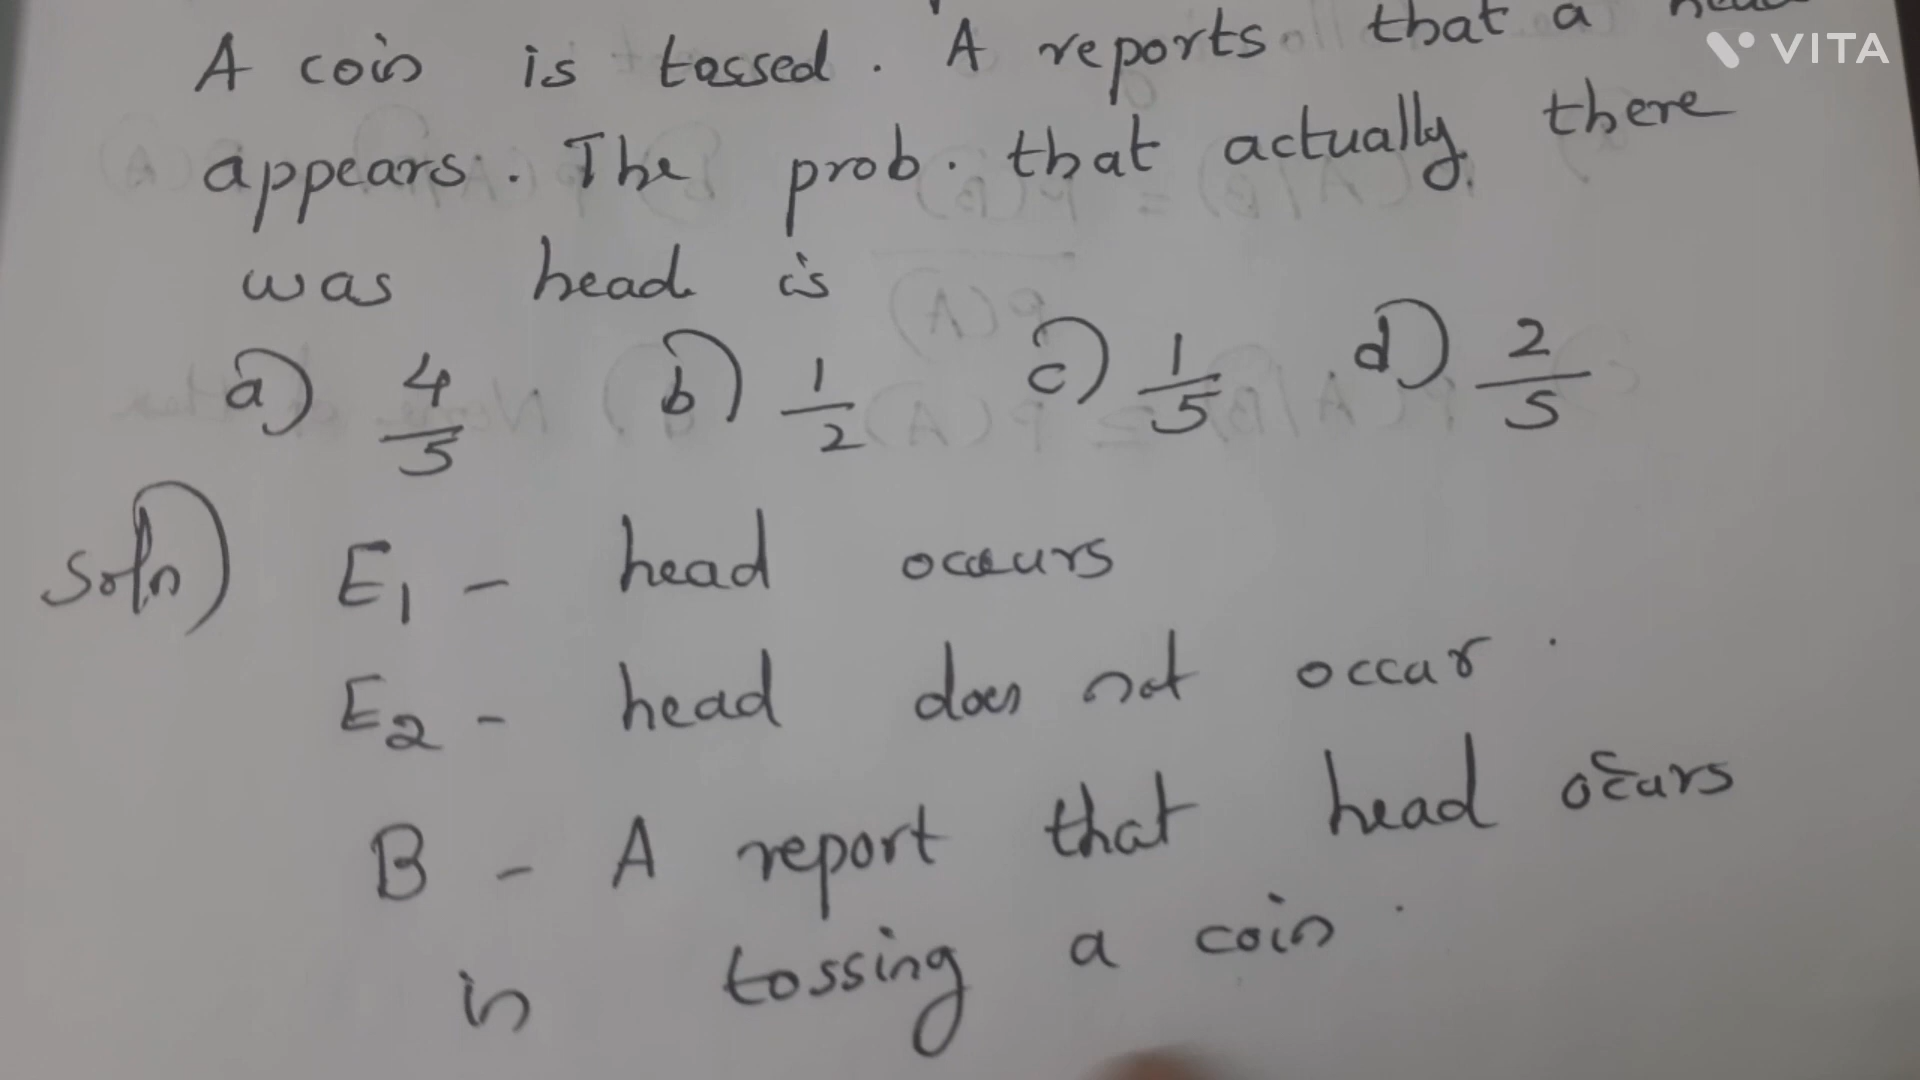 A coin is tossed. A reports that a head
VITA
appears. The prob. that actually there
was head is
a) 4/5 b) 1/2 c) 1/5 d) 2/5
Soln) E1 - head occurs
E2 - head does not occur.
B - A report that head occurs
in tossing a coin.